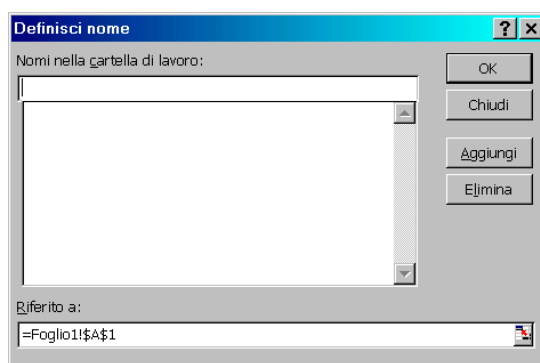 Definisci nome
Nomi nella cartella di lavoro:
OK
Chiudi
Aggiungi
Elimina
Riferito a:
=Foglio1!$A$1